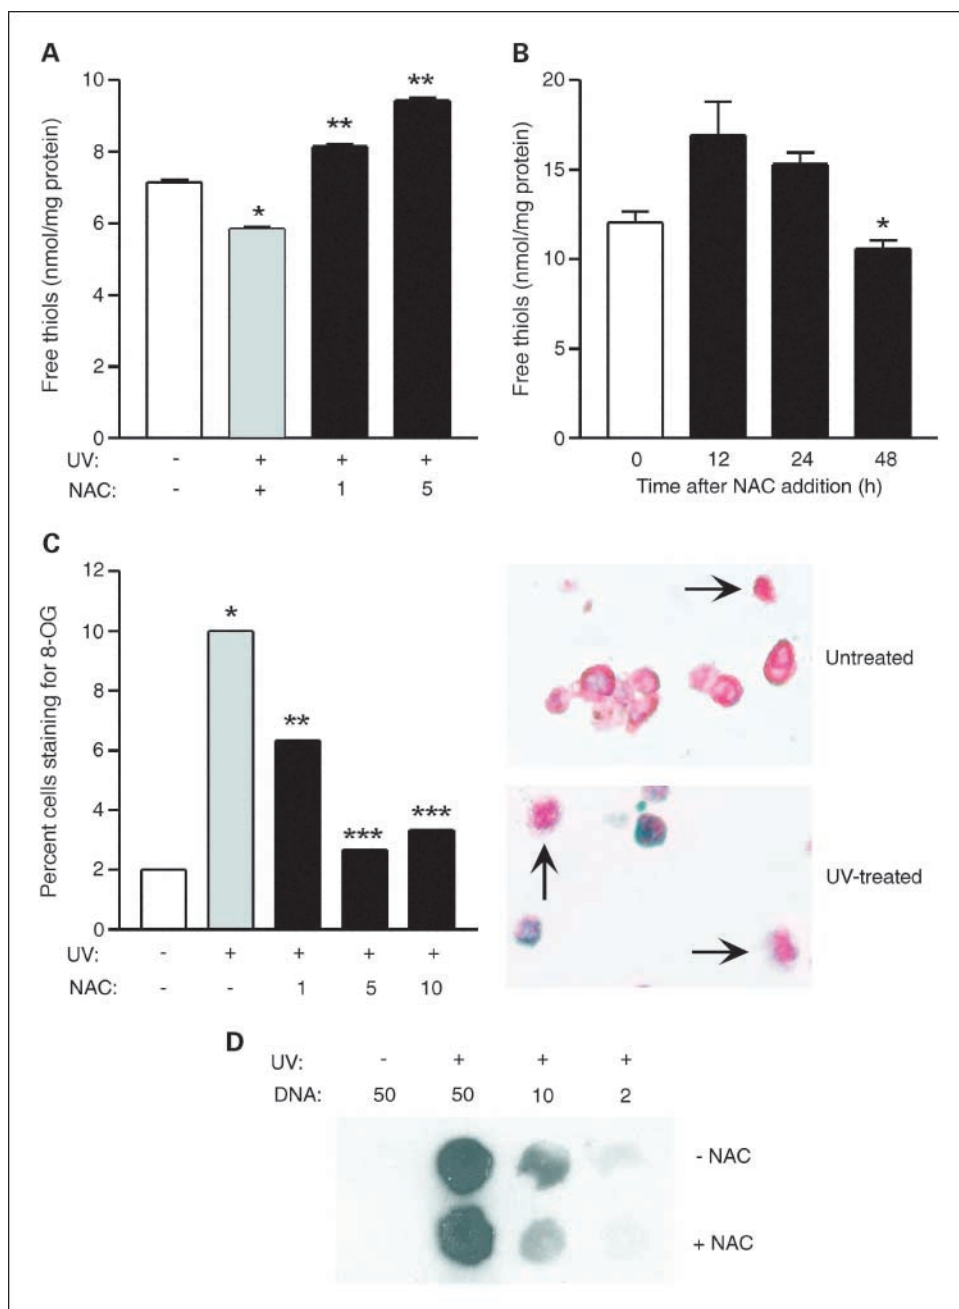 A
Free thiols (nmol/mg protein)
10
8
6
4
2
0
*
**
**
UV: - + + +
NAC: - + 1 5
B
Free thiols (nmol/mg protein)
20
15
10
5
0
*
0 12 24 48
Time after NAC addition (h)
C
Percent cells staining for 8-OG
12
10
8
6
4
2
0
*
**
***
***
UV: - + + + +
NAC: - - 1 5 10
Untreated
UV-treated
D
UV: - + + +
DNA: 50 50 10 2
- NAC
+ NAC